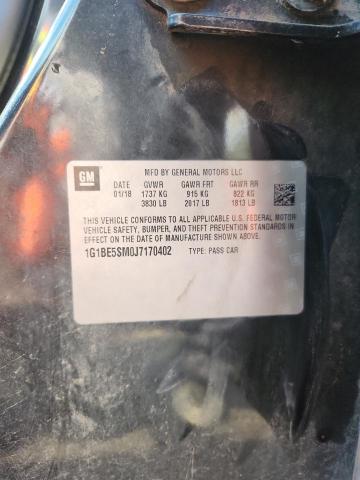 GM
MFD BY GENERAL MOTORS LLC
DATE GVWR GAWR FRT GAWR RR
01/18 1737 KG 915 KG 822 KG
3830 LB 2017 LB 1813 LB
THIS VEHICLE CONFORMS TO ALL APPLICABLE U.S. FEDERAL MOTOR
VEHICLE SAFETY, BUMPER, AND THEFT PREVENTION STANDARDS
IN EFFECT ON THE DATE OF MANUFACTURE SHOWN ABOVE.
1G1BE5SM0J7170402 TYPE: PASS CAR